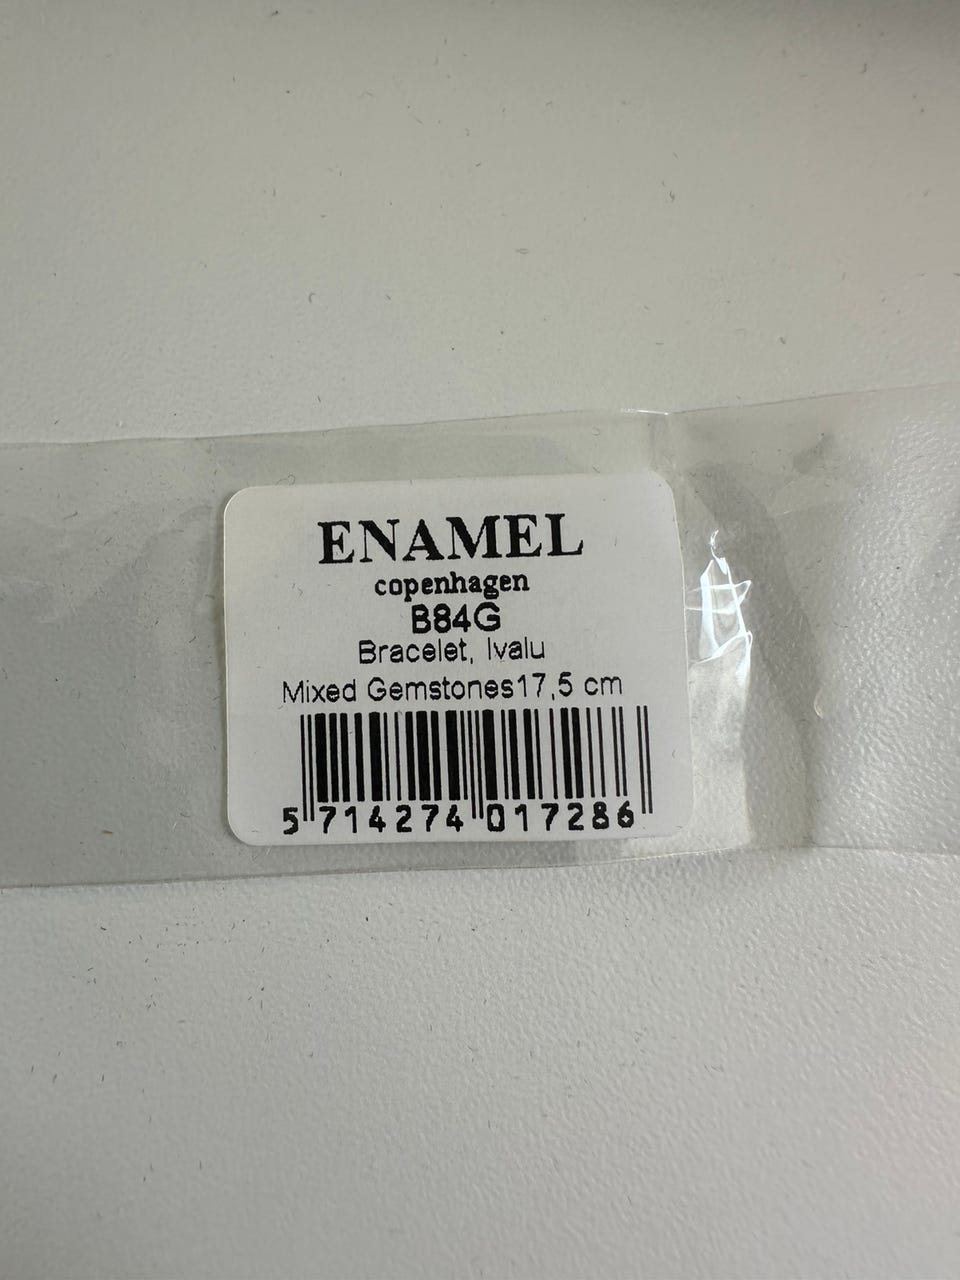 ENAMEL
copenhagen
B84G
Bracelet, Ivalu
Mixed Gemstones17,5 cm
5 714274 017286